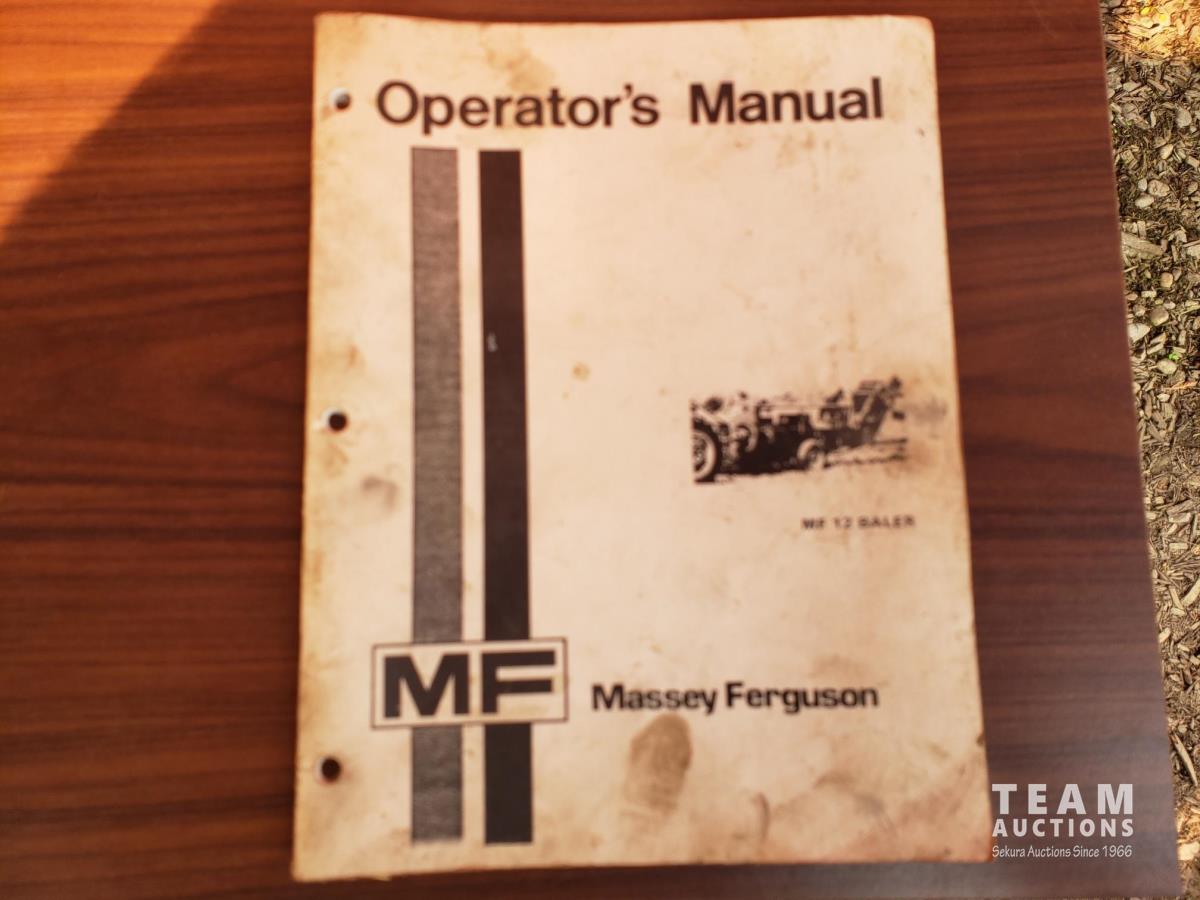 Operator's Manual
MF 12 BALER
MF
Massey Ferguson
TEAM
AUCTIONS
Sekura Auctions Since 1966